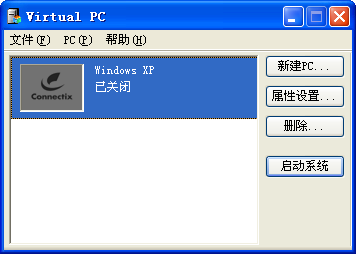 Virtual PC
文件(F) PC(P) 帮助(H)
Connectix
Windows XP
已关闭
新建PC...
属性设置...
删除...
启动系统